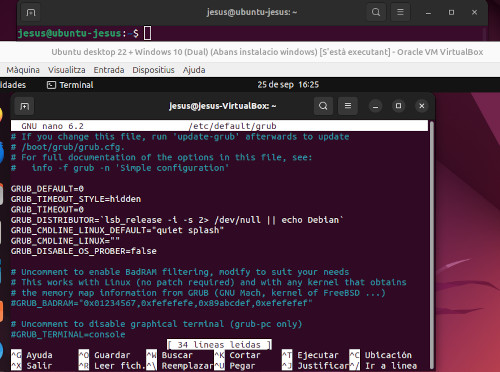 jesus@ubuntu-jesus: ~
jesus@ubuntu-jesus:~$
Ubuntu desktop 22 + Windows 10 (Dual) (Abans instalacio windows) [S'està executant] - Oracle VM VirtualBox
Màquina Visualitza Entrada Dispositius Ajuda
idades Terminal 25 de sep 16:25
jesus@jesus-VirtualBox: ~
GNU nano 6.2 /etc/default/grub
# If you change this file, run 'update-grub' afterwards to update
# /boot/grub/grub.cfg.
# For full documentation of the options in this file, see:
# info -f grub -n 'Simple configuration'
GRUB_DEFAULT=0
GRUB_TIMEOUT_STYLE=hidden
GRUB_TIMEOUT=0
GRUB_DISTRIBUTOR=`lsb_release -i -s 2> /dev/null || echo Debian`
GRUB_CMDLINE_LINUX_DEFAULT="quiet splash"
GRUB_CMDLINE_LINUX=""
GRUB_DISABLE_OS_PROBER=false
# Uncomment to enable BadRAM filtering, modify to suit your needs
# This works with Linux (no patch required) and with any kernel that obtains
# the memory map information from GRUB (GNU Mach, kernel of FreeBSD ...)
#GRUB_BADRAM="0x01234567,0xfefefefe,0x89abcdef,0xefefefef"
# Uncomment to disable graphical terminal (grub-pc only)
#GRUB_TERMINAL=console
[ 34 líneas leídas ]
^G Ayuda ^O Guardar ^W Buscar ^K Cortar ^T Ejecutar ^C Ubicación
^X Salir ^R Leer fich. ^\ Reemplazar ^U Pegar ^J Justificar ^/ Ir a línea